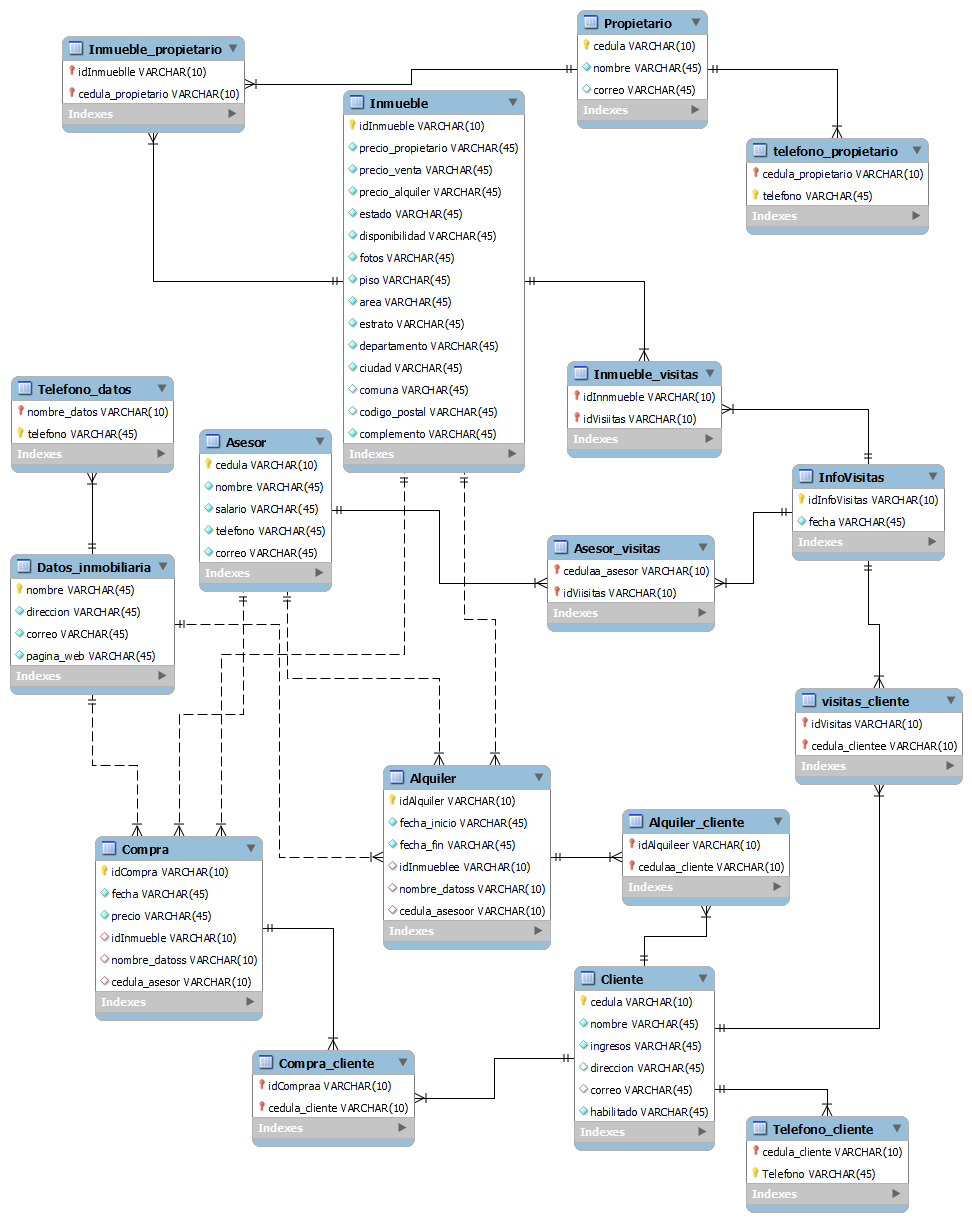 Propietario
cedula VARCHAR(10)
nombre VARCHAR(45)
correo VARCHAR(45)
Indexes
Inmueble_propietario
idInmueblle VARCHAR(10)
cedula_propietario VARCHAR(10)
Indexes
Inmueble
idInmueble VARCHAR(10)
precio_propietario VARCHAR(45)
precio_venta VARCHAR(45)
precio_alquiler VARCHAR(45)
estado VARCHAR(45)
disponibilidad VARCHAR(45)
fotos VARCHAR(45)
piso VARCHAR(45)
area VARCHAR(45)
estrato VARCHAR(45)
departamento VARCHAR(45)
ciudad VARCHAR(45)
comuna VARCHAR(45)
codigo_postal VARCHAR(45)
complemento VARCHAR(45)
Indexes
telefono_propietario
cedula_propietario VARCHAR(10)
telefono VARCHAR(45)
Indexes
Inmueble_visitas
idInnmueble VARCHAR(10)
idVisiitas VARCHAR(10)
Indexes
Telefono_datos
nombre_datos VARCHAR(10)
telefono VARCHAR(45)
Indexes
Asesor
cedula VARCHAR(10)
nombre VARCHAR(45)
salario VARCHAR(45)
telefono VARCHAR(45)
correo VARCHAR(45)
Indexes
InfoVisitas
idInfoVisitas VARCHAR(10)
fecha VARCHAR(45)
Indexes
Asesor_visitas
cedulaa_asesor VARCHAR(10)
idViisitas VARCHAR(10)
Indexes
Datos_inmobiliaria
nombre VARCHAR(45)
direccion VARCHAR(45)
correo VARCHAR(45)
pagina_web VARCHAR(45)
Indexes
visitas_cliente
idVisitas VARCHAR(10)
cedula_clientee VARCHAR(10)
Indexes
Alquiler
idAlquiler VARCHAR(10)
fecha_inicio VARCHAR(45)
fecha_fin VARCHAR(45)
idInmueblee VARCHAR(10)
nombre_datoss VARCHAR(10)
cedula_asesoor VARCHAR(10)
Indexes
Alquiler_cliente
idAlquileer VARCHAR(10)
cedulaa_cliente VARCHAR(10)
Indexes
Compra
idCompra VARCHAR(10)
fecha VARCHAR(45)
precio VARCHAR(45)
idInmueble VARCHAR(10)
nombre_datoss VARCHAR(10)
cedula_asesor VARCHAR(10)
Indexes
Cliente
cedula VARCHAR(10)
nombre VARCHAR(45)
ingresos VARCHAR(45)
direccion VARCHAR(45)
correo VARCHAR(45)
habilitado VARCHAR(45)
Indexes
Compra_cliente
idCompraa VARCHAR(10)
cedula_cliente VARCHAR(10)
Indexes
Telefono_cliente
cedula_cliente VARCHAR(10)
Telefono VARCHAR(45)
Indexes